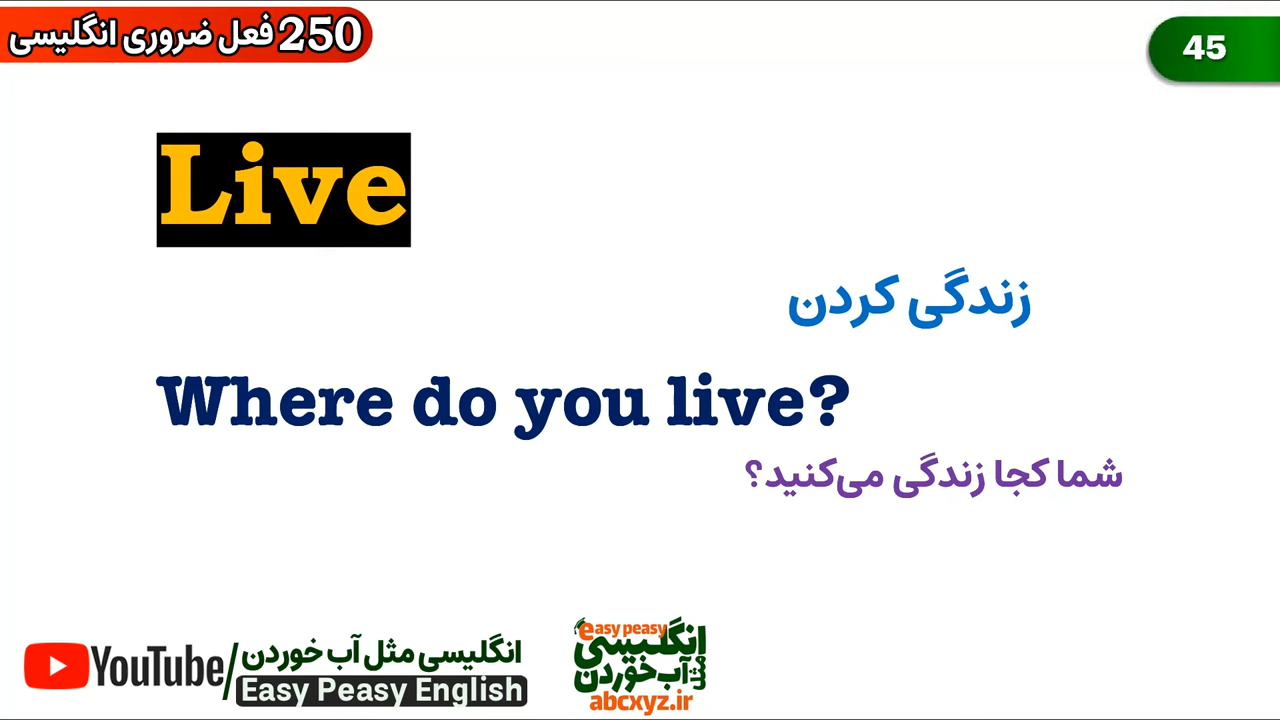 250 فعل ضروری انگلیسی
45
Live
زندگی کردن
Where do you live?
شما کجا زندگی می‌کنید؟
YouTube/انگلیسی مثل آب خوردن
Easy Peasy English
easy peasy
انگلیسی
مثل آب خوردن
abcxyz.ir